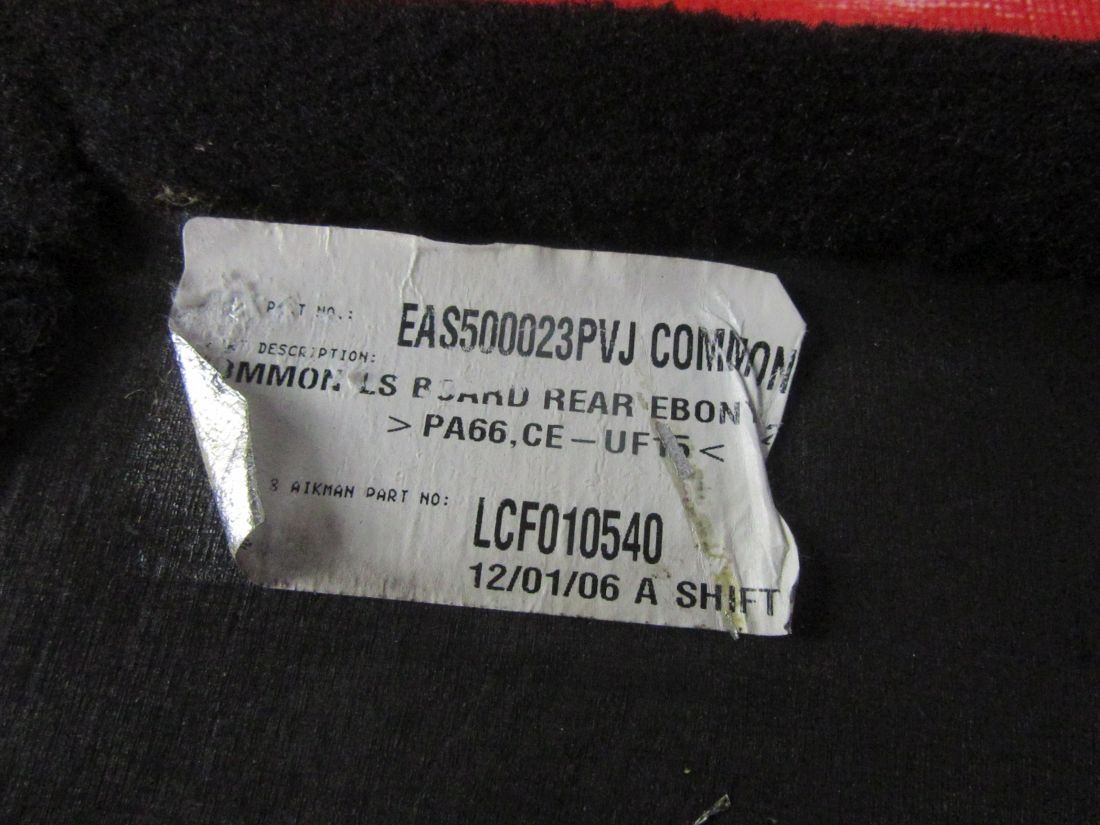 PART NO.: EAS500023PVJ COMMON
DESCRIPTION:
LS BOARD REAR EBONY
>PA66,CE-UF15<
& AIKMAN PART NO: LCF010540
12/01/06 A SHIFT